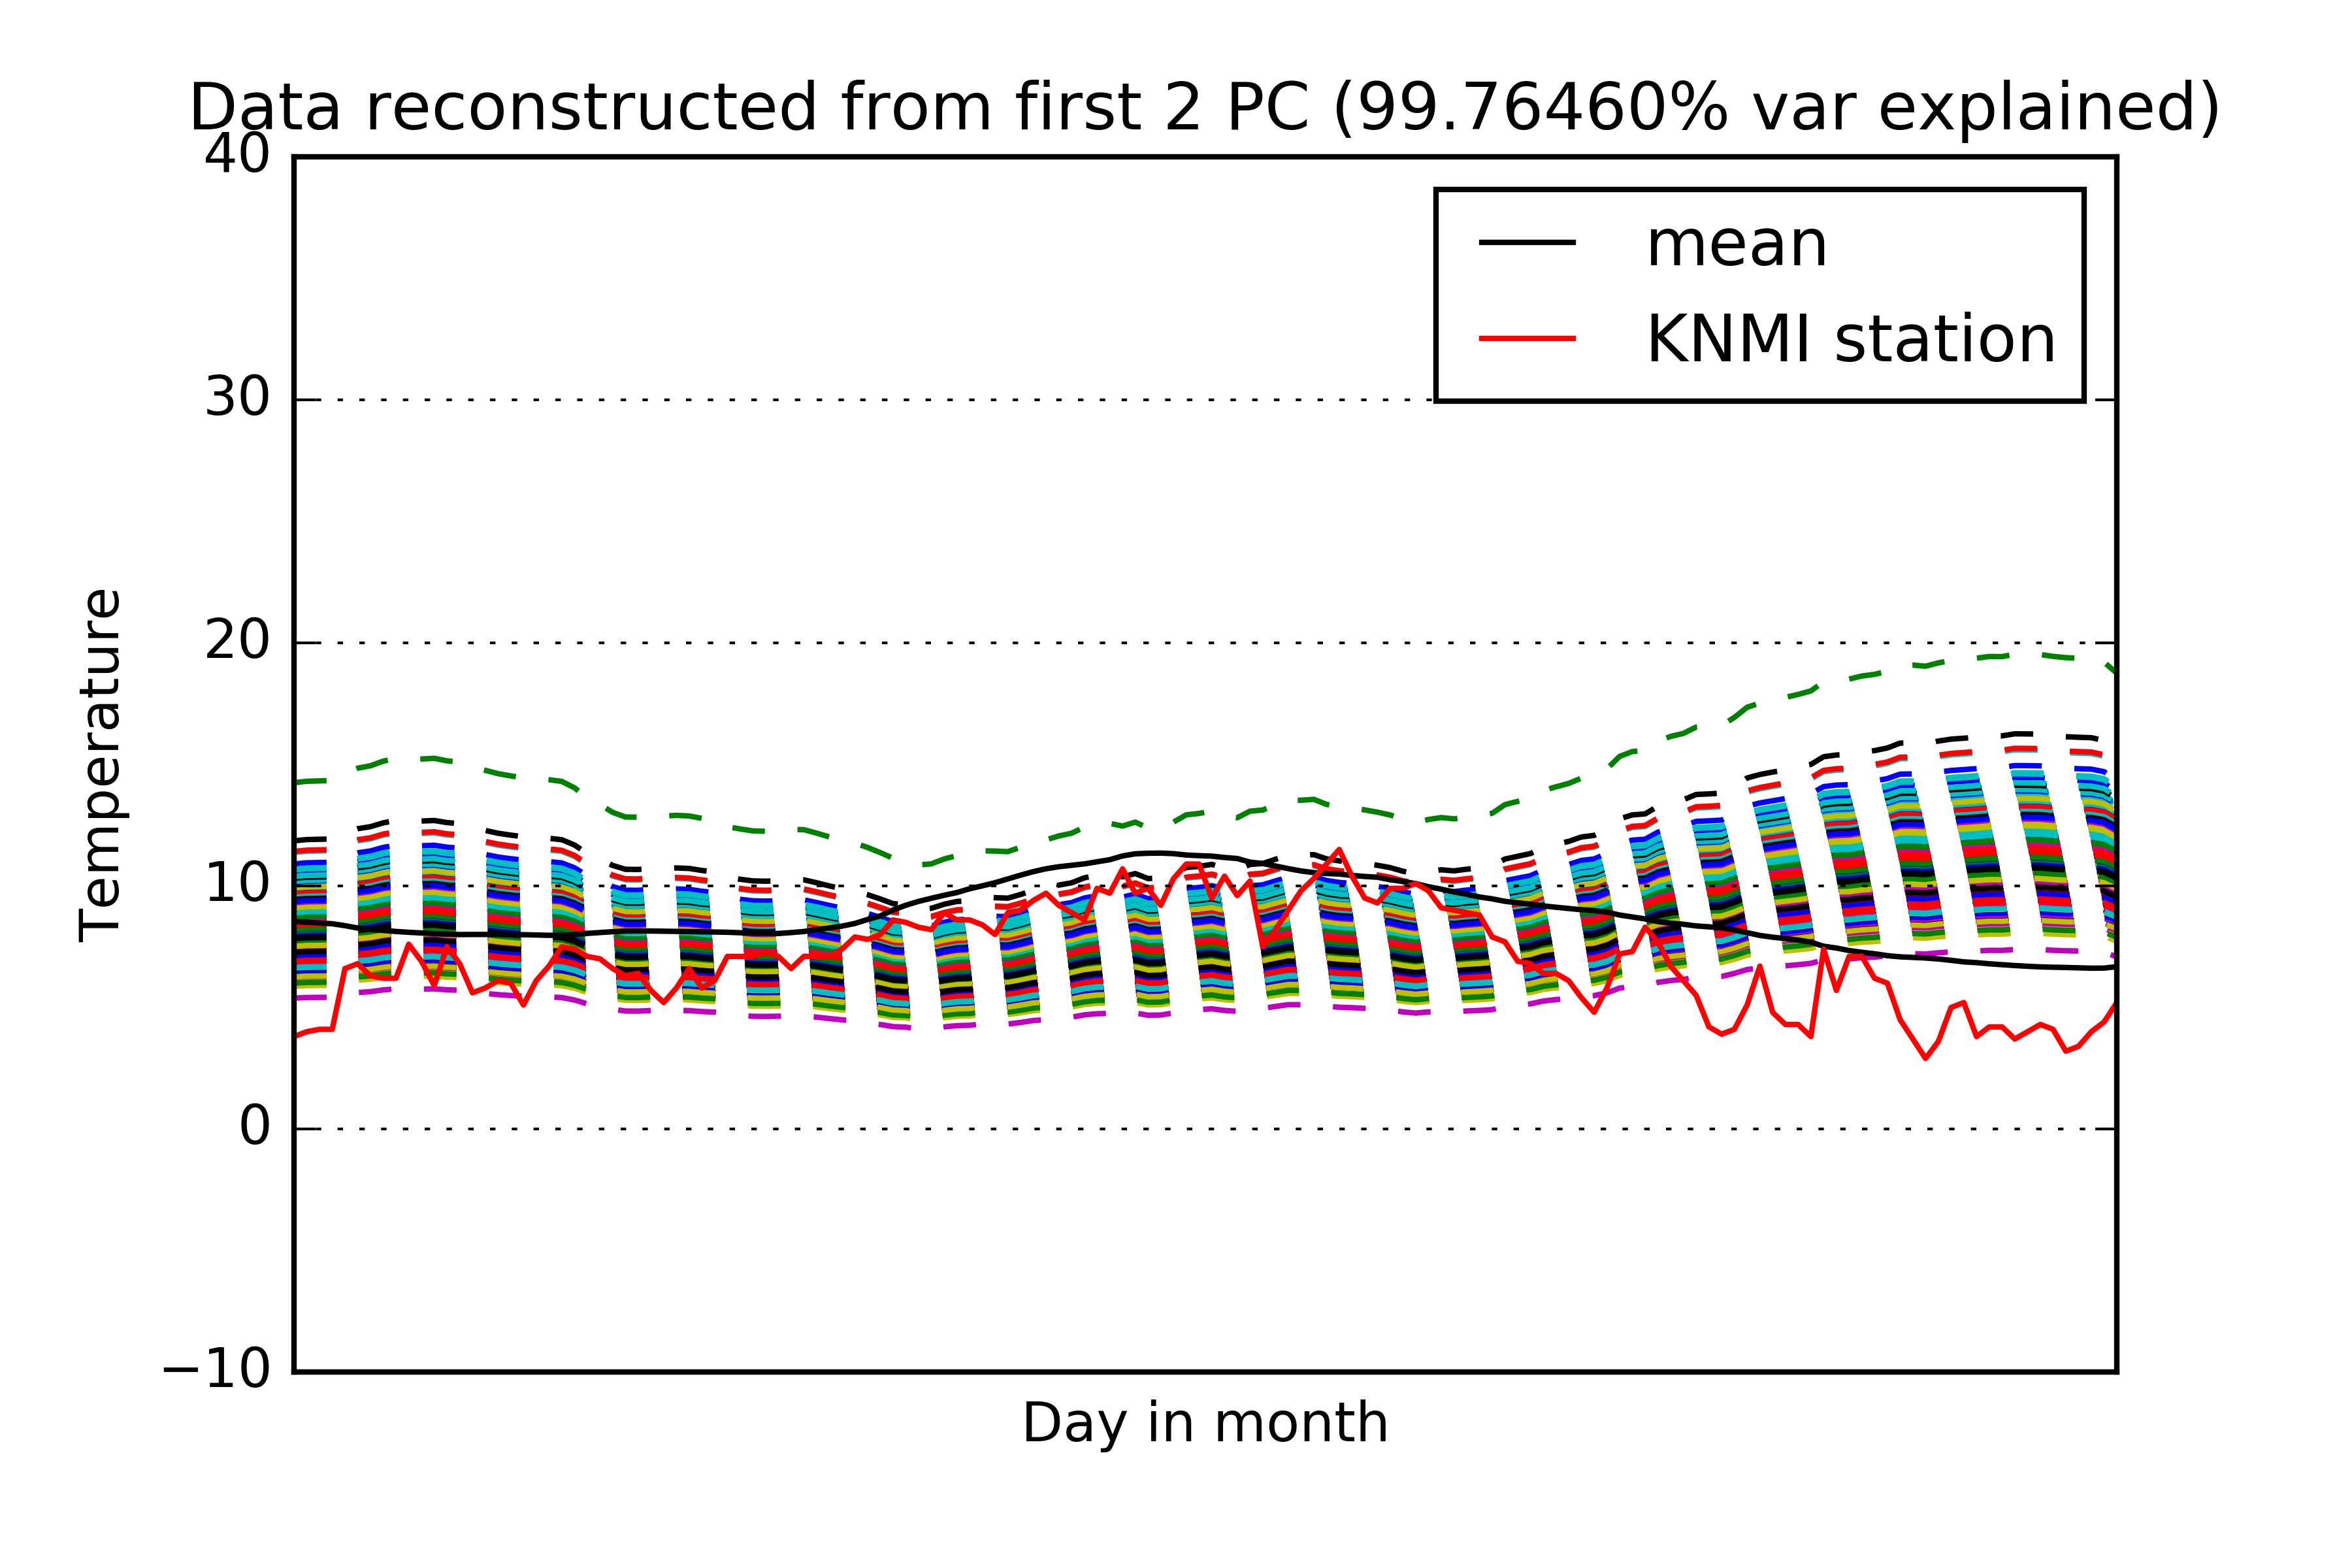 Data reconstructed from first 2 PC (99.76460% var explained)
40
30
20
10
0
−10
Temperature
mean
KNMI station
Day in month